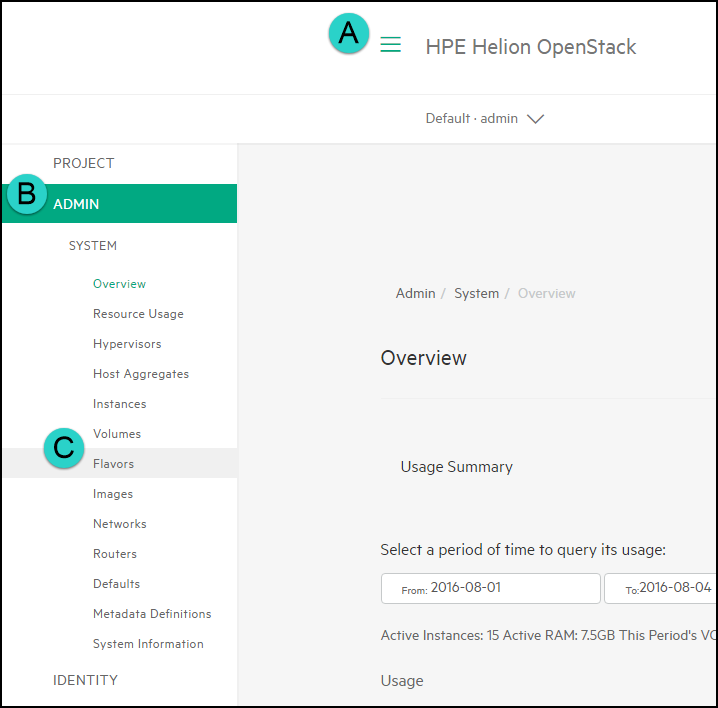 A
HPE Helion OpenStack
Default · admin
PROJECT
B
ADMIN
SYSTEM
Overview
Resource Usage
Hypervisors
Host Aggregates
Instances
Volumes
C
Flavors
Images
Networks
Routers
Defaults
Metadata Definitions
System Information
IDENTITY
Admin / System / Overview
Overview
Usage Summary
Select a period of time to query its usage:
From: 2016-08-01 To: 2016-08-04
Active Instances: 15 Active RAM: 7.5GB This Period's VC
Usage